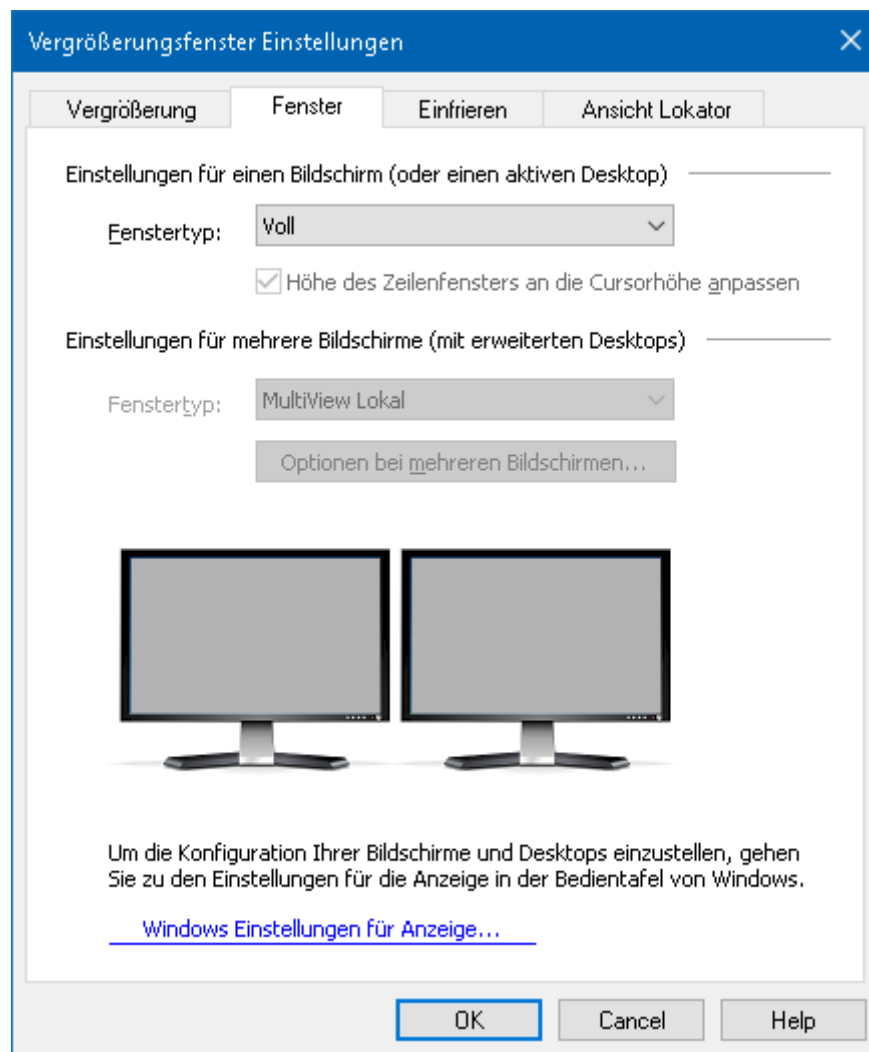 Vergrößerungsfenster Einstellungen
Vergrößerung Fenster Einfrieren Ansicht Lokator
Einstellungen für einen Bildschirm (oder einen aktiven Desktop)
Fenstertyp: Voll
Höhe des Zeilenfensters an die Cursorhöhe anpassen
Einstellungen für mehrere Bildschirme (mit erweiterten Desktops)
Fenstertyp: MultiView Lokal
Optionen bei mehreren Bildschirmen...
Um die Konfiguration Ihrer Bildschirme und Desktops einzustellen, gehen
Sie zu den Einstellungen für die Anzeige in der Bedientafel von Windows.
Windows Einstellungen für Anzeige...
OK Cancel Help